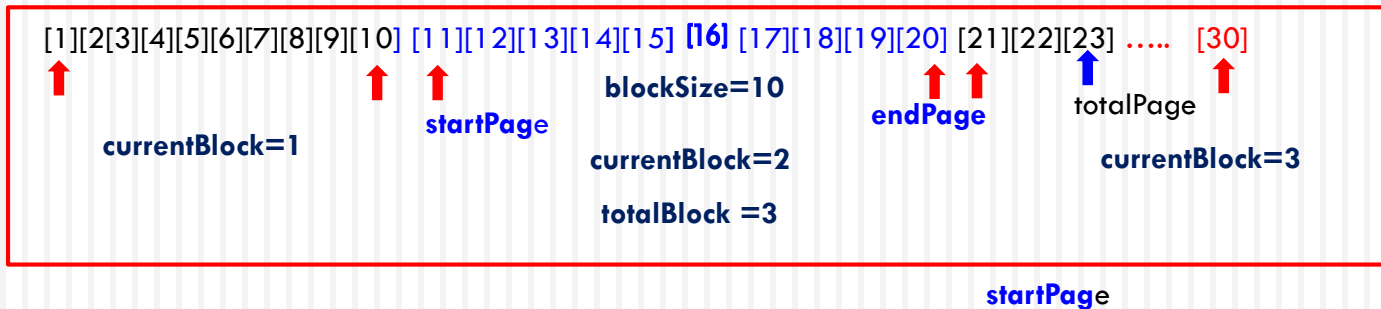 [1][2[3][4][5][6][7][8][9][10] [11][12][13][14][15] [16] [17][18][19][20] [21][22][23] ..... [30]
blockSize=10
startPage endPage totalPage
currentBlock=1 currentBlock=2 currentBlock=3
totalBlock =3
startPage